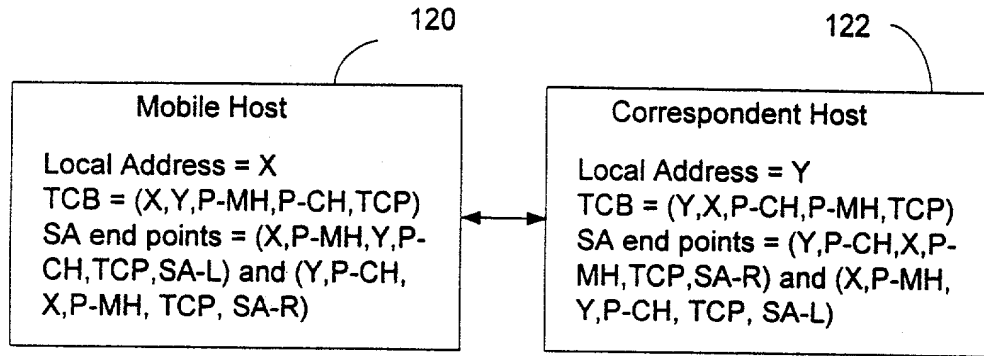 120
122
Mobile Host
Local Address = X
TCB = (X,Y,P-MH,P-CH,TCP)
SA end points = (X,P-MH,Y,P-
CH,TCP,SA-L) and (Y,P-CH,
X,P-MH, TCP, SA-R)
Correspondent Host
Local Address = Y
TCB = (Y,X,P-CH,P-MH,TCP)
SA end points = (Y,P-CH,X,P-
MH,TCP,SA-R) and (X,P-MH,
Y,P-CH, TCP, SA-L)